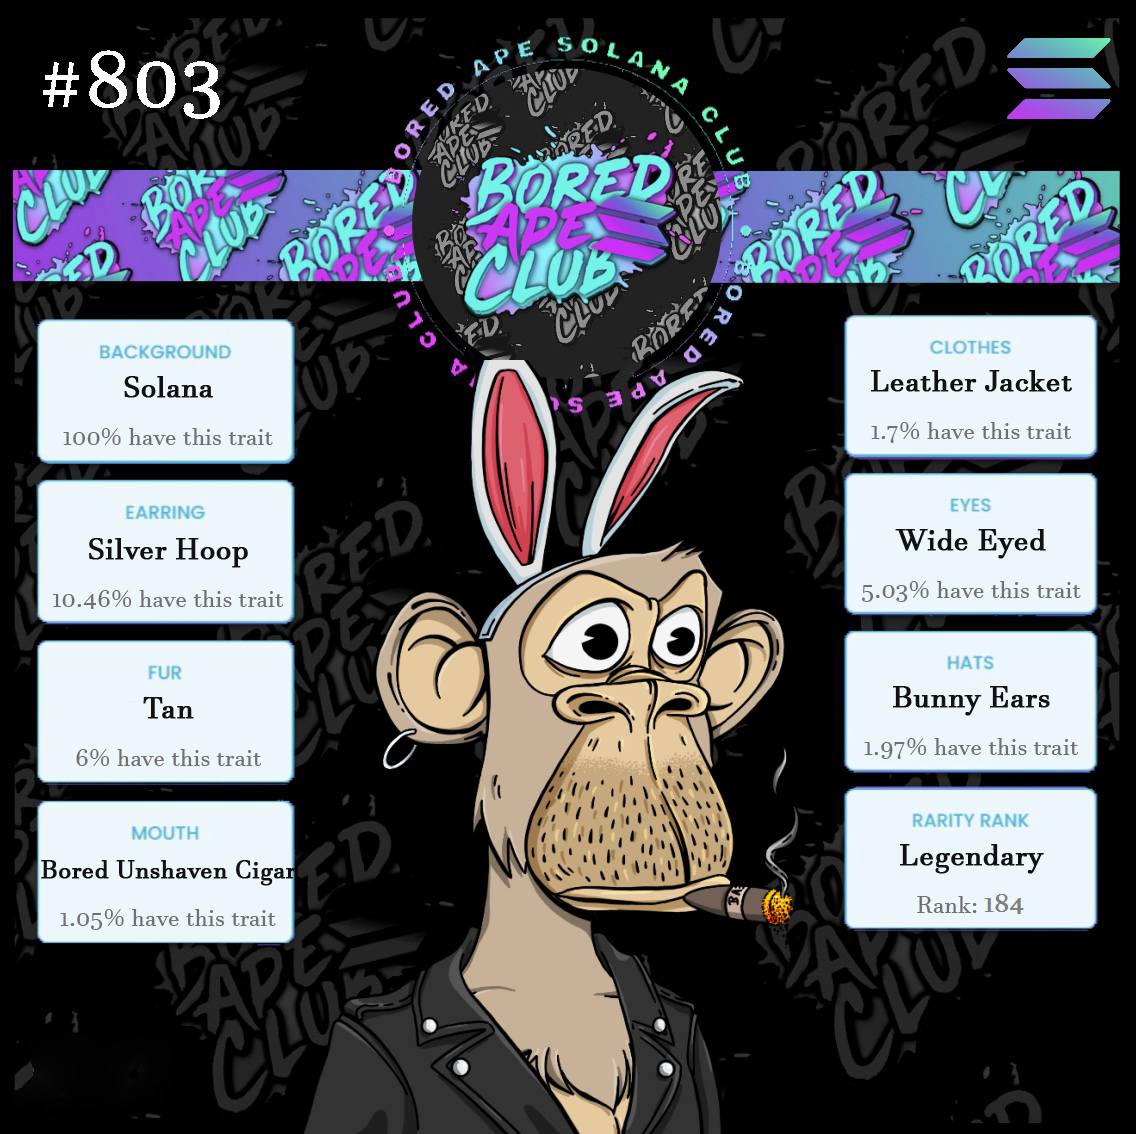 #803
BORED APE SOLANA CLUB
BORED
APE
CLUB
BACKGROUND
Solana
100% have this trait
EARRING
Silver Hoop
10.46% have this trait
FUR
Tan
6% have this trait
MOUTH
Bored Unshaven Cigar
1.05% have this trait
CLOTHES
Leather Jacket
1.7% have this trait
EYES
Wide Eyed
5.03% have this trait
HATS
Bunny Ears
1.97% have this trait
RARITY RANK
Legendary
Rank: 184